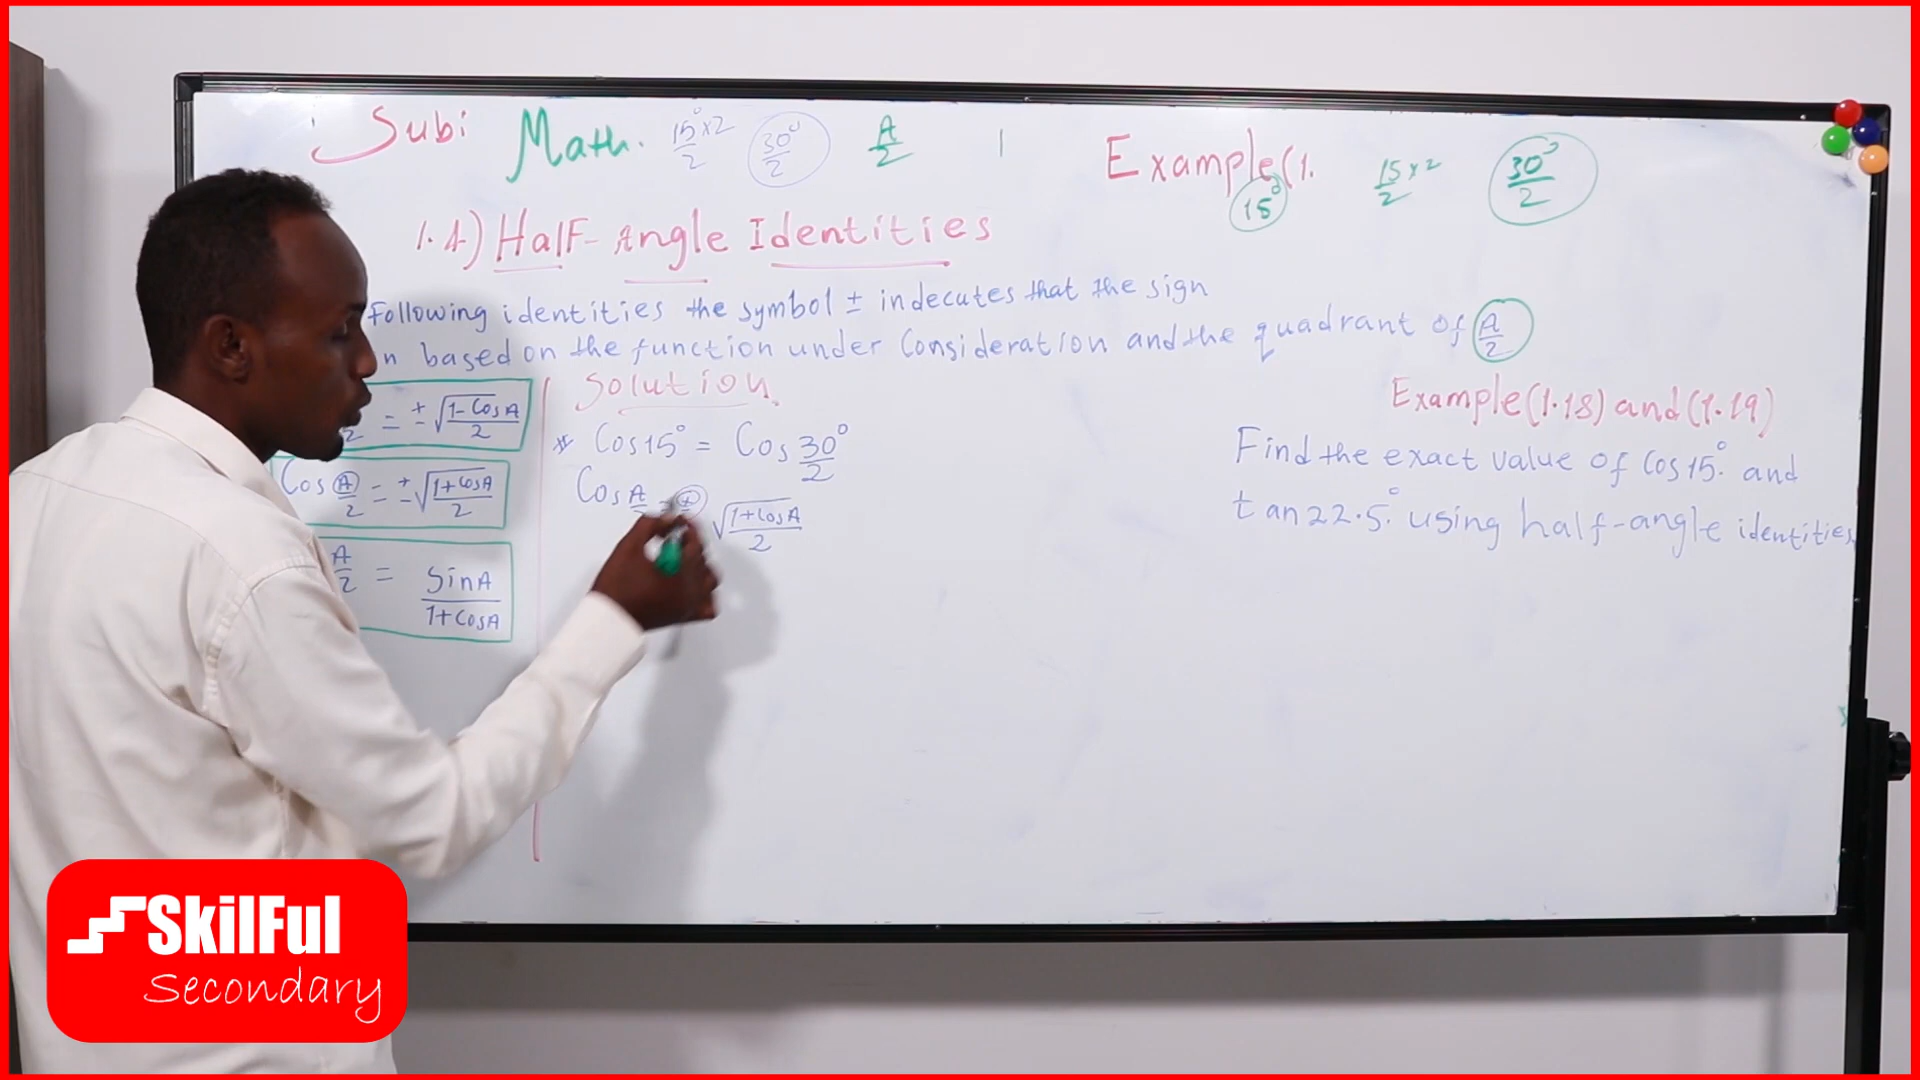 Subi Math. 15°×2/2 30°/2 A/2 Example(1. 15×2/2 30°/2
15°
1.A) Half-Angle Identities
Following identities the symbol ± indecutes that the sign
n based on the function under Consideration and the quadrant of A/2
Solution
Example(1.18) and (1.19)
2 = ±√(1-CosA/2)
* Cos15° = Cos 30°/2
Find the exact value of Cos15°. and
Cos A/2 = ±√(1+CosA/2)
Cos A/2 = ± √(1+CosA/2)
tan 22.5°. using half-angle identities
A/2 = SinA/1+CosA
SkilFul
Secondary